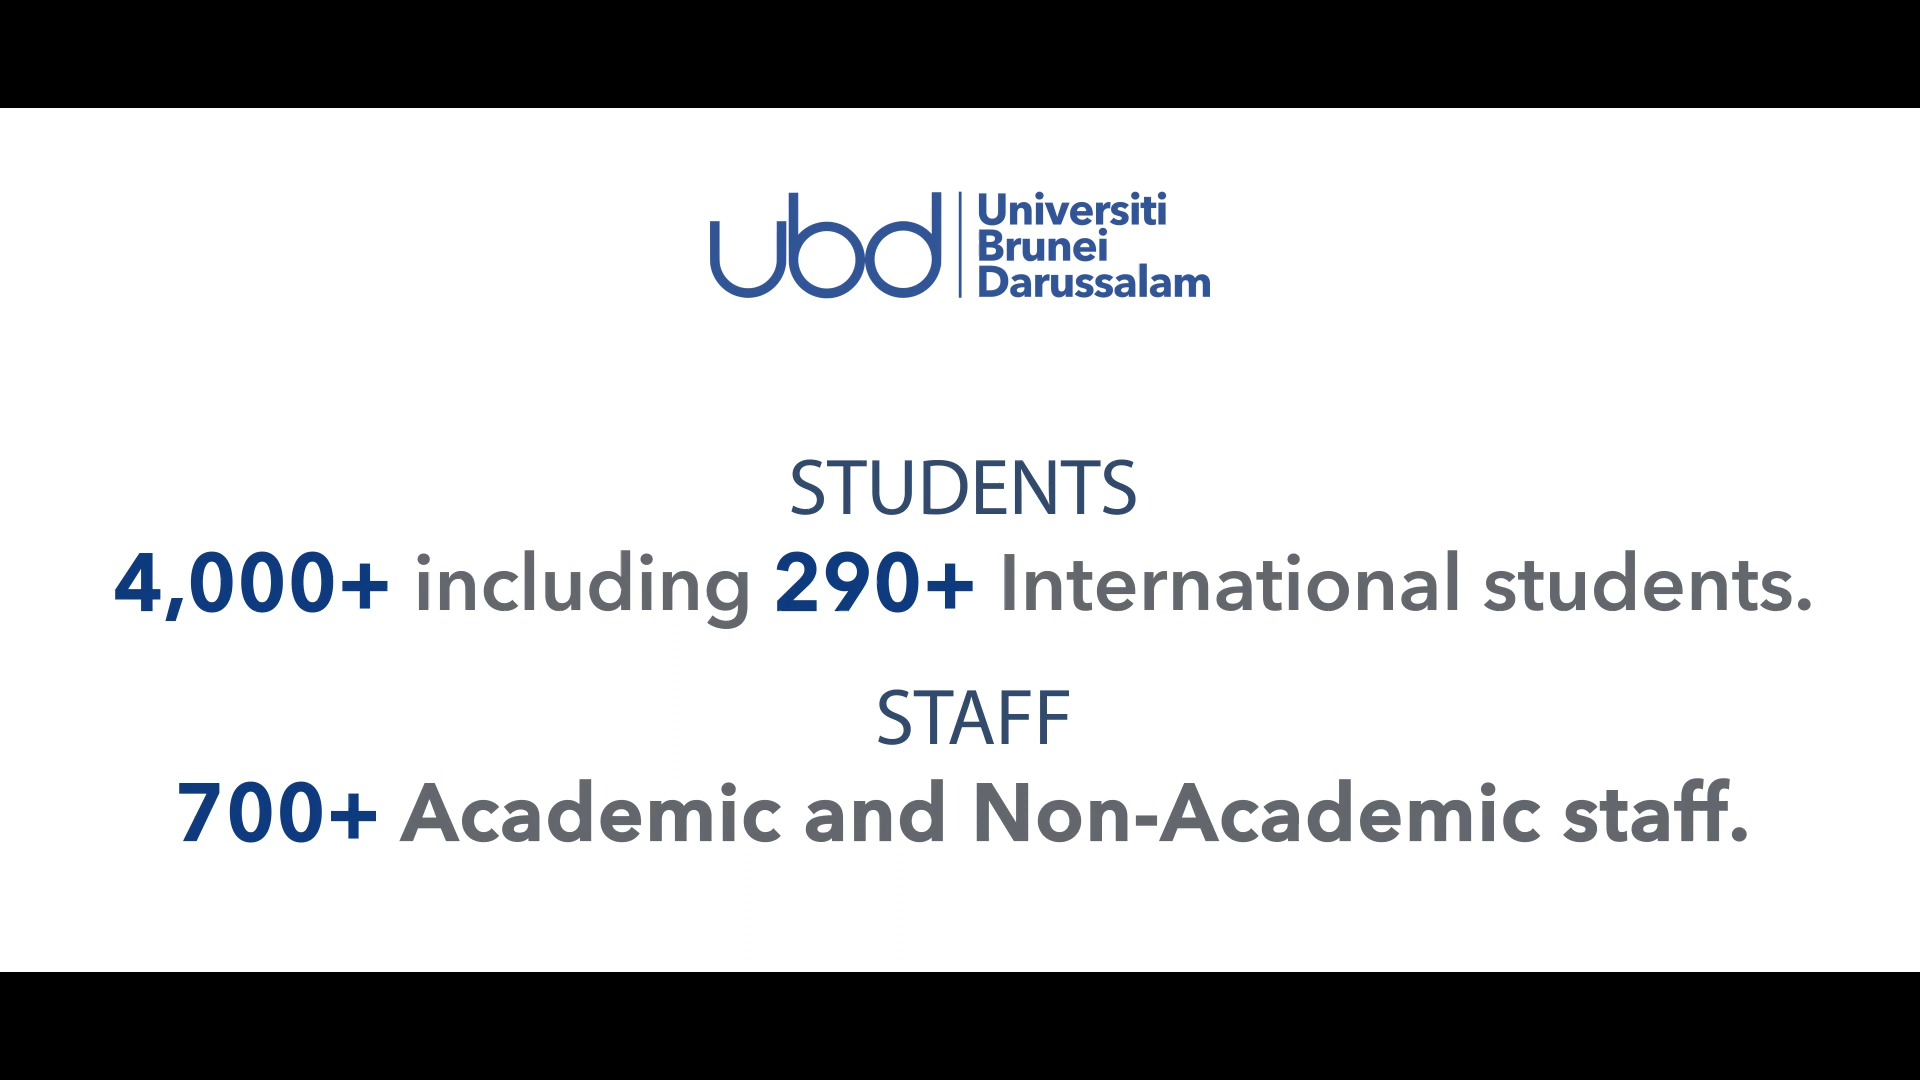 ubd
Universiti
Brunei
Darussalam
STUDENTS
4,000+ including 290+ International students.
STAFF
700+ Academic and Non-Academic staff.